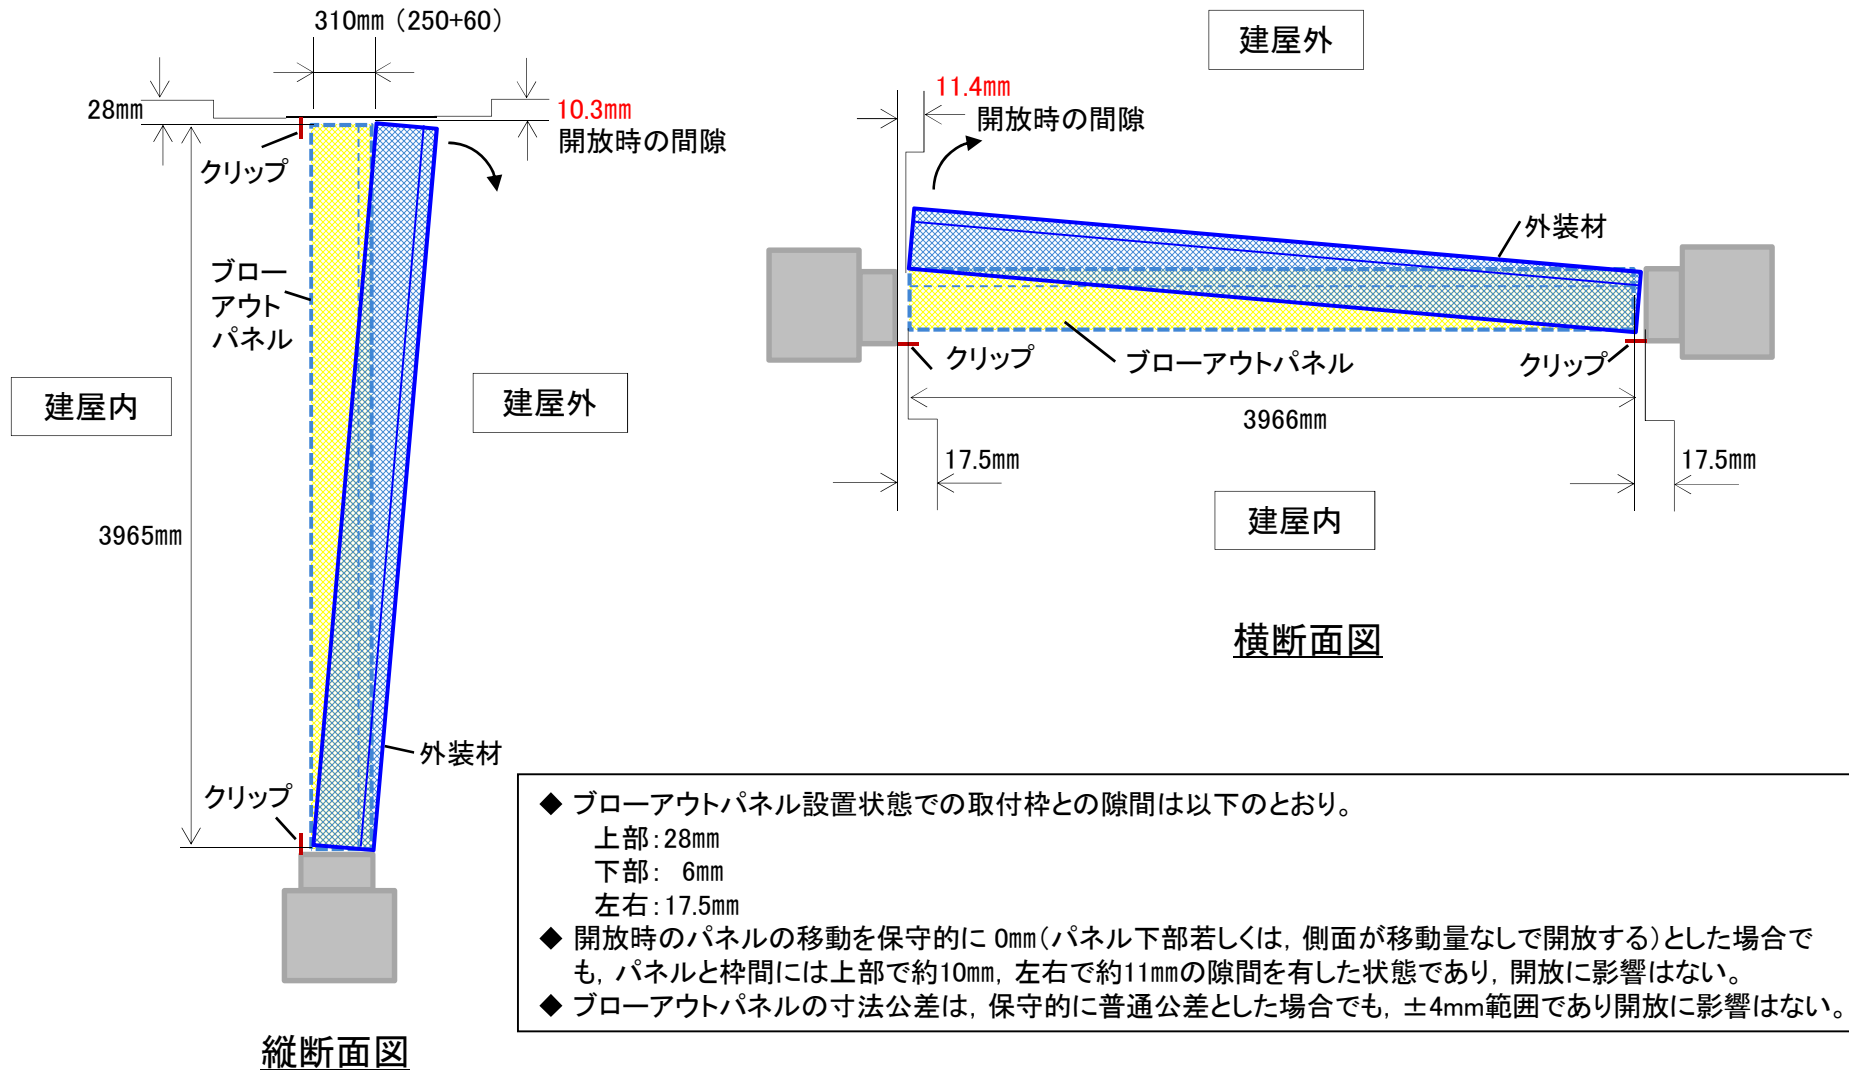 310mm（250+60）
28mm
10.3mm
開放時の間隙
クリップ
ブロー
アウト
パネル
建屋内
建屋外
3965mm
外装材
クリップ
縦断面図
建屋外
11.4mm
開放時の間隙
外装材
クリップ
ブローアウトパネル
クリップ
3966mm
17.5mm
17.5mm
建屋内
横断面図
◆ ブローアウトパネル設置状態での取付枠との隙間は以下のとおり。
上部：28mm
下部： 6mm
左右：17.5mm
◆ 開放時のパネルの移動を保守的に 0mm（パネル下部若しくは，側面が移動量なしで開放する）とした場合で
も，パネルと枠間には上部で約10mm，左右で約11mmの隙間を有した状態であり，開放に影響はない。
◆ ブローアウトパネルの寸法公差は，保守的に普通公差とした場合でも，±4mm範囲であり開放に影響はない。